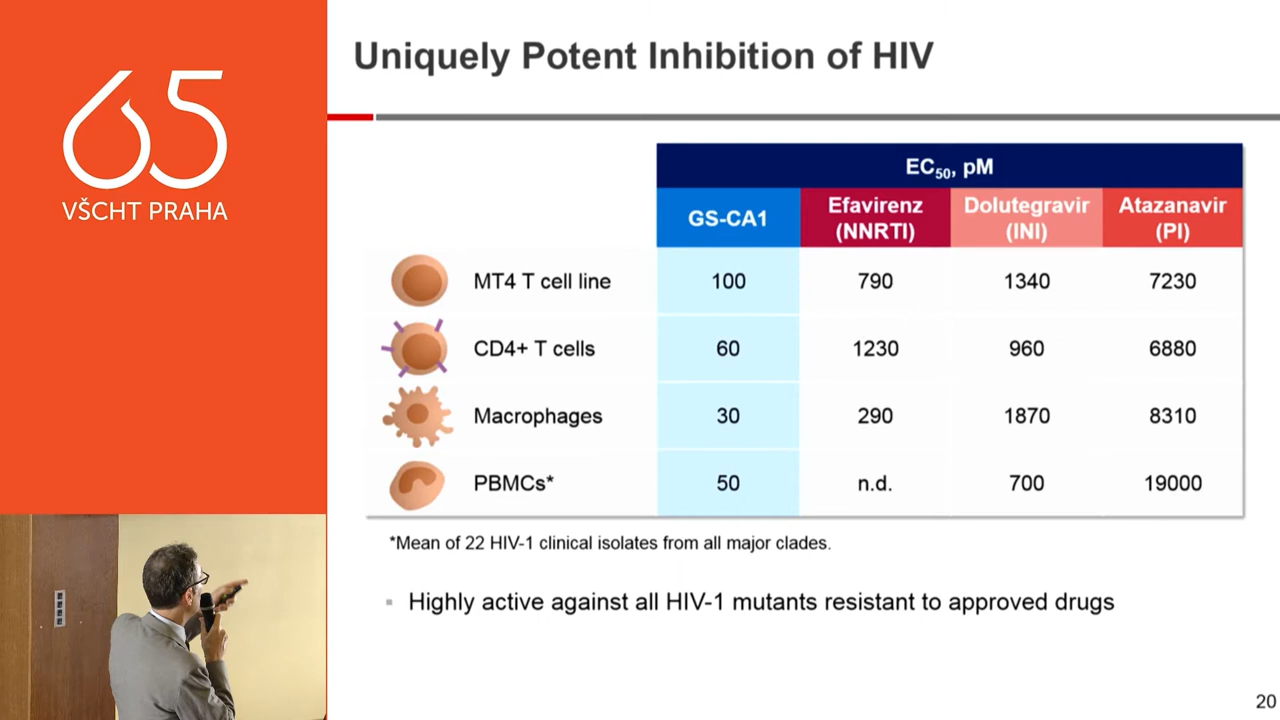 65
VŠCHT PRAHA
Uniquely Potent Inhibition of HIV
EC50, pM
GS-CA1
Efavirenz
(NNRTI)
Dolutegravir
(INI)
Atazanavir
(PI)
MT4 T cell line 100 790 1340 7230
CD4+ T cells 60 1230 960 6880
Macrophages 30 290 1870 8310
PBMCs* 50 n.d. 700 19000
*Mean of 22 HIV-1 clinical isolates from all major clades.
▪ Highly active against all HIV-1 mutants resistant to approved drugs
20